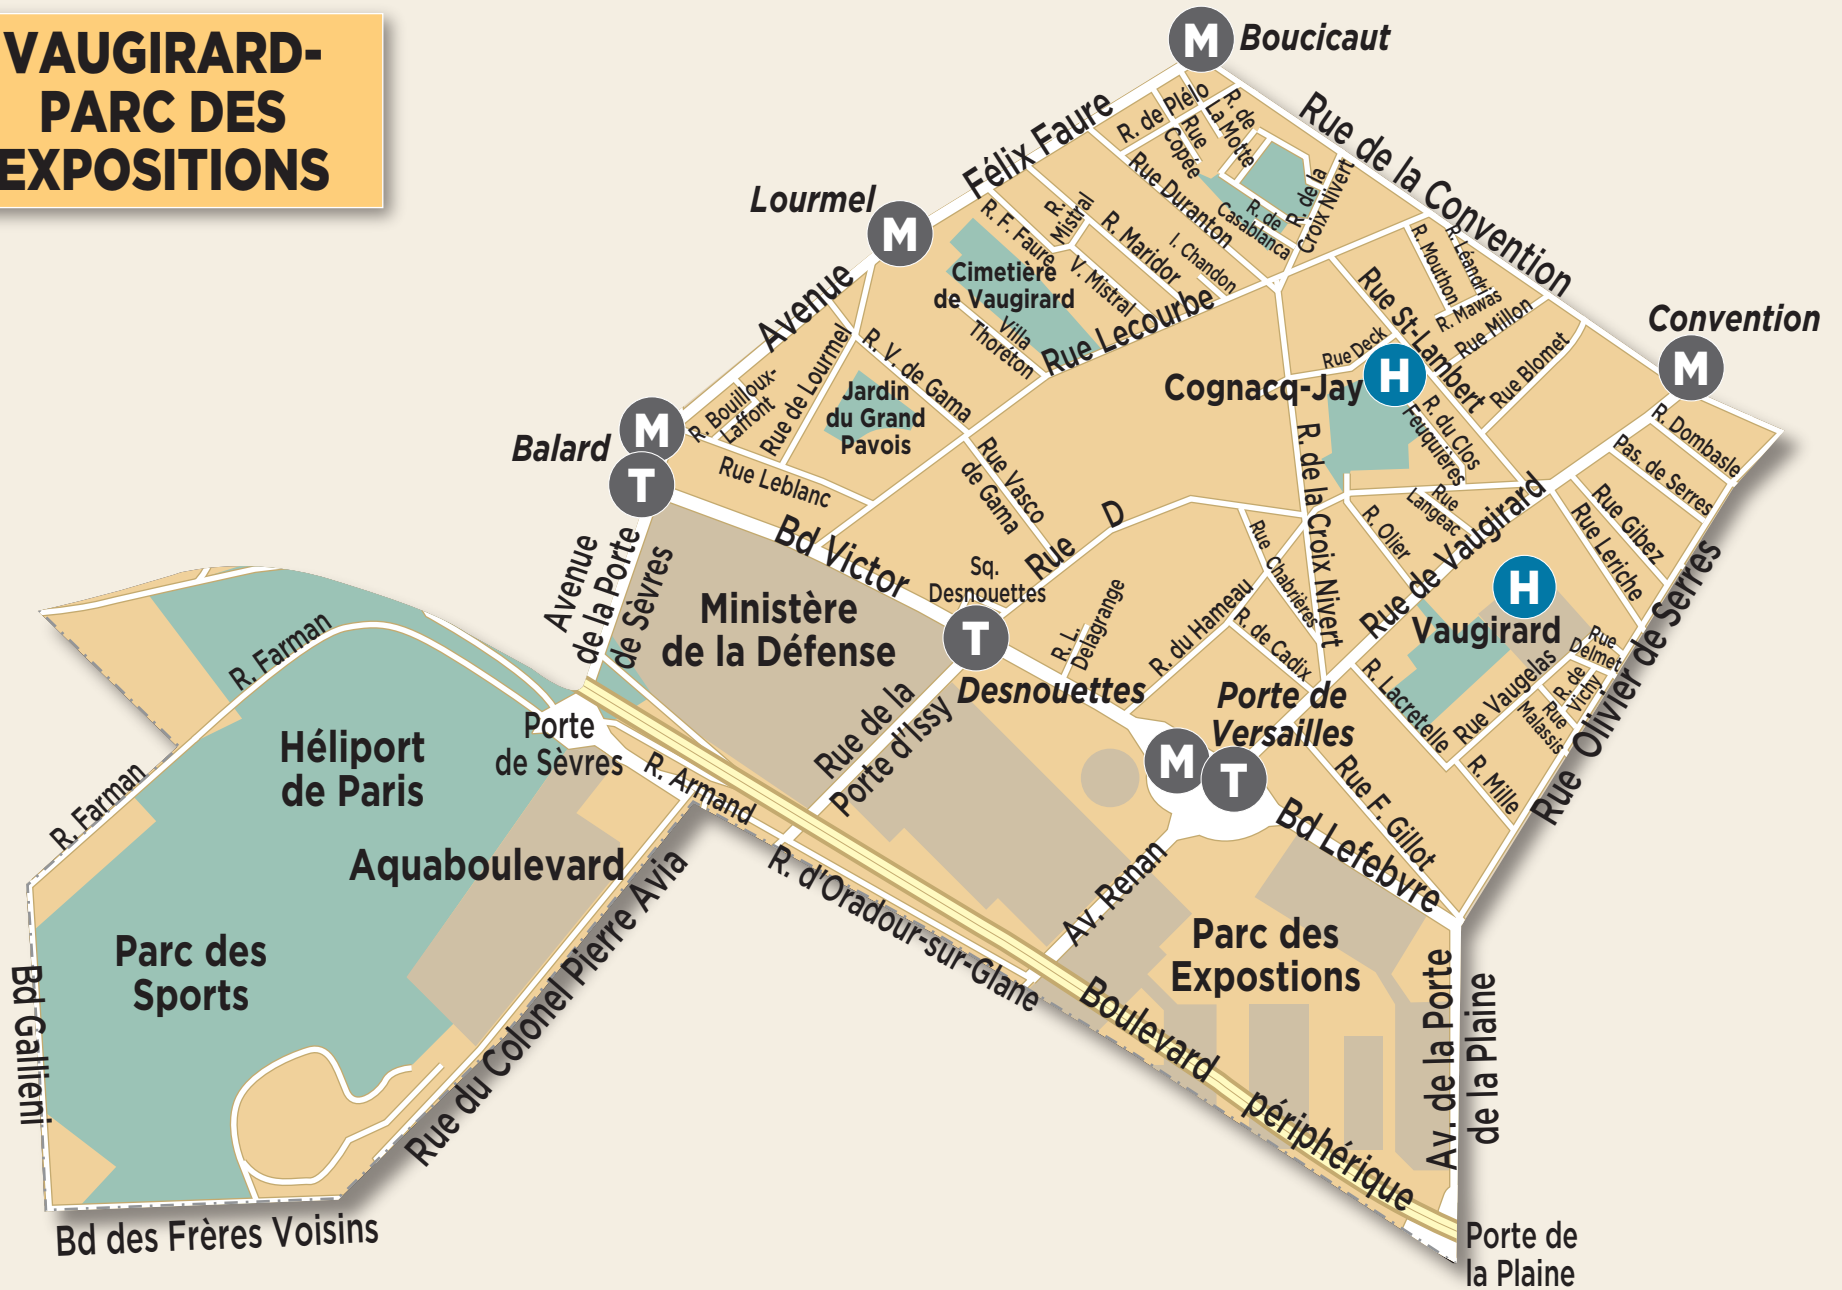 VAUGIRARD-
PARC DES
EXPOSITIONS
M
Boucicaut
Rue de la Convention
Félix Faure
Avenue
Lourmel
M
R. de Plélo
R. de
La Motte
Rue
Copée
Rue Duranton
R. de
Casablanca
R. de la
Croix Nivert
R. F. Faure
R.
Mistral
R. Maridor
I. Chandon
V. Mistral
Cimetière
de Vaugirard
Villa
Thoréton
Rue Lecourbe
R. Mouthon
R. Léandri
R. Mawas
Rue Millon
Rue St-Lambert
Rue Deck
Rue Blomet
Convention
M
Cognacq-Jay
H
R. du Clos
Feuquières
R. Dombasle
Pas. de Serres
Rue Gibez
Rue Leriche
R. V. de Gama
Jardin
du Grand
Pavois
R. Bouilloux-
Laffont
Rue de Lourmel
Balard
M
T
Rue Leblanc
Rue Vasco
de Gama
R. de la Croix Nivert
Rue
Langeac
R. Olier
Rue de Vaugirard
Rue D
Bd Victor
Sq.
Desnouettes
T
Desnouettes
R. L.
Delagrange
R. du Hameau
Rue Chabrières
R. de Cadix
H
Vaugirard
Rue
Delmet
R. de
Vichy
Rue
Malassis
Rue Vaugelas
R. Lacretelle
R. Mille
Rue Olivier de Serres
Avenue
de la Porte
de Sèvres
Ministère
de la Défense
Porte de
Versailles
M
T
Rue F. Gillot
Bd Lefebvre
Rue de la
Porte d'Issy
R. Farman
R. Farman
Héliport
de Paris
Porte
de Sèvres
R. Armand
Aquaboulevard
R. d'Oradour-sur-Glane
Av. Renan
Parc des
Expostions
Parc des
Sports
Bd Gallieni
Rue du Colonel Pierre Avia
Boulevard périphérique
Av. de la Porte
de la Plaine
Bd des Frères Voisins
Porte de
la Plaine